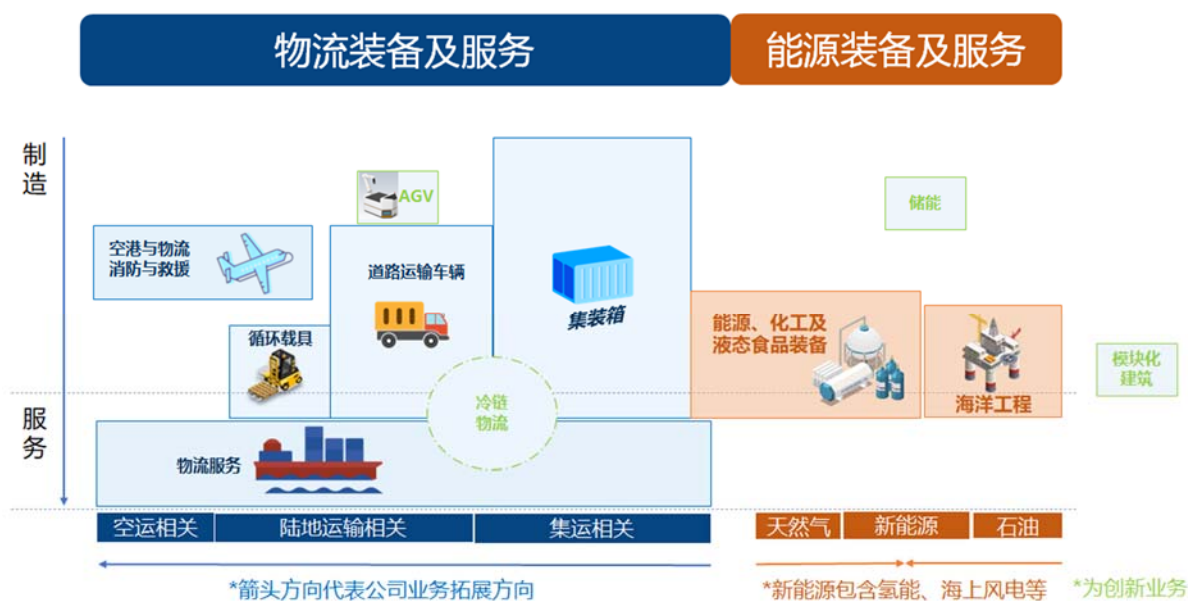 物流装备及服务
能源装备及服务
制造
AGV
储能
空港与物流
消防与救援
道路运输车辆
集装箱
循环载具
能源、化工及
液态食品装备
海洋工程
模块化
建筑
服务
冷链
物流
物流服务
空运相关
陆地运输相关
集运相关
天然气
新能源
石油
*箭头方向代表公司业务拓展方向
*新能源包含氢能、海上风电等
*为创新业务